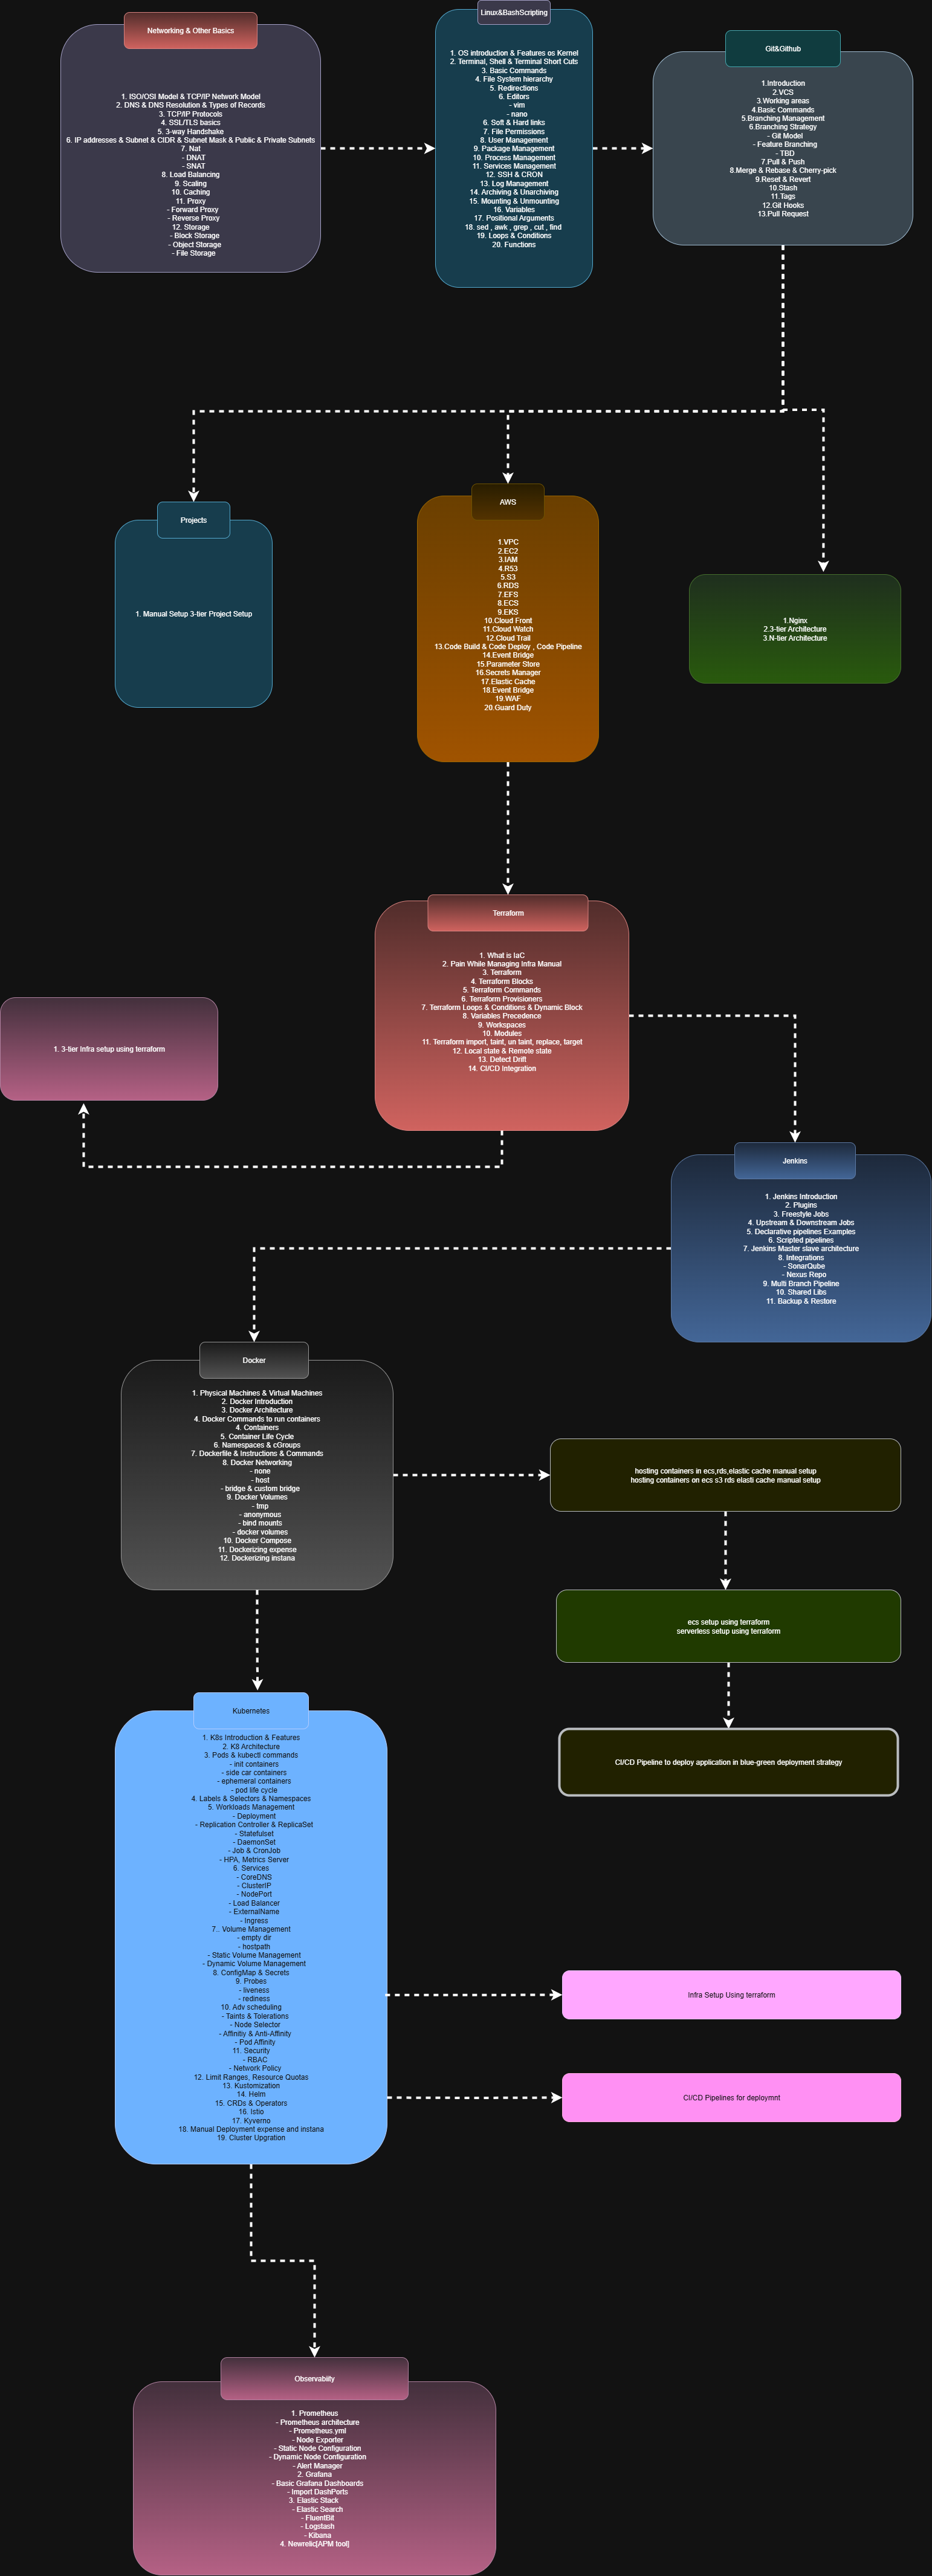 Networking & Other Basics
1. ISO/OSI Model & TCP/IP Network Model
2. DNS & DNS Resolution & Types of Records
3. TCP/IP Protocols
4. SSL/TLS basics
5. 3-way Handshake
6. IP addresses & Subnet & CIDR & Subnet Mask & Public & Private Subnets
7. Nat
- DNAT
- SNAT
8. Load Balancing
9. Scaling
10. Caching
11. Proxy
- Forward Proxy
- Reverse Proxy
12. Storage
- Block Storage
- Object Storage
- File Storage
Linux&BashScripting
1. OS introduction & Features os Kernel
2. Terminal, Shell & Terminal Short Cuts
3. Basic Commands
4. File System hierarchy
5. Redirections
6. Editors
- vim
- nano
6. Soft & Hard links
7. File Permissions
8. User Management
9. Package Management
10. Process Management
11. Services Management
12. SSH & CRON
13. Log Management
14. Archiving & Unarchiving
15. Mounting & Unmounting
16. Variables
17. Positional Arguments
18. sed , awk , grep , cut , find
19. Loops & Conditions
20. Functions
Git&Github
1.Introduction
2.VCS
3.Working areas
4.Basic Commands
5.Branching Management
6.Branching Strategy
- Git Model
- Feature Branching
- TBD
7.Pull & Push
8.Merge & Rebase & Cherry-pick
9.Reset & Revert
10.Stash
11.Tags
12.Git Hooks
13.Pull Request
Projects
1. Manual Setup 3-tier Project Setup
AWS
1.VPC
2.EC2
3.IAM
4.R53
5.S3
6.RDS
7.EFS
8.ECS
9.EKS
10.Cloud Front
11.Cloud Watch
12.Cloud Trail
13.Code Build & Code Deploy , Code Pipeline
14.Event Bridge
15.Parameter Store
16.Secrets Manager
17.Elastic Cache
18.Event Bridge
19.WAF
20.Guard Duty
1.Nginx
2.3-tier Architecture
3.N-tier Architecture
Terraform
1. What is IaC
2. Pain While Managing Infra Manual
3. Terraform
4. Terraform Blocks
5. Terraform Commands
6. Terraform Provisioners
7. Terraform Loops & Conditions & Dynamic Block
8. Variables Precedence
9. Workspaces
10. Modules
11. Terraform import, taint, un taint, replace, target
12. Local state & Remote state
13. Detect Drift
14. CI/CD Integration
1. 3-tier Infra setup using terraform
Jenkins
1. Jenkins Introduction
2. Plugins
3. Freestyle Jobs
4. Upstream & Downstream Jobs
5. Declarative pipelines Examples
6. Scripted pipelines
7. Jenkins Master slave architecture
8. Integrations
- SonarQube
- Nexus Repo
9. Multi Branch Pipeline
10. Shared Libs
11. Backup & Restore
Docker
1. Physical Machines & Virtual Machines
2. Docker Introduction
3. Docker Architecture
4. Docker Commands to run containers
4. Containers
5. Container Life Cycle
6. Namespaces & cGroups
7. Dockerfile & Instructions & Commands
8. Docker Networking
- none
- host
- bridge & custom bridge
9. Docker Volumes
- tmp
- anonymous
- bind mounts
- docker volumes
10. Docker Compose
11. Dockerizing expense
12. Dockerizing instana
hosting containers in ecs,rds,elastic cache manual setup
hosting containers on ecs s3 rds elasti cache manual setup
ecs setup using terraform
serverless setup using terraform
CI/CD Pipeline to deploy application in blue-green deployment strategy
Kubernetes
1. K8s Introduction & Features
2. K8 Architecture
3. Pods & kubectl commands
- init containers
- side car containers
- ephemeral containers
- pod life cycle
4. Labels & Selectors & Namespaces
5. Workloads Management
- Deployment
- Replication Controller & ReplicaSet
- Statefulset
- DaemonSet
- Job & CronJob
- HPA, Metrics Server
6. Services
- CoreDNS
- ClusterIP
- NodePort
- Load Balancer
- ExternalName
- Ingress
7.. Volume Management
- empty dir
- hostpath
- Static Volume Management
- Dynamic Volume Management
8. ConfigMap & Secrets
9. Probes
- liveness
- rediness
10. Adv scheduling
- Taints & Tolerations
- Node Selector
- Affinitiy & Anti-Affinity
- Pod Affinity
11. Security
- RBAC
- Network Policy
12. Limit Ranges, Resource Quotas
13. Kustomization
14. Helm
15. CRDs & Operators
16. Istio
17. Kyverno
18. Manual Deployment expense and instana
19. Cluster Upgration
Infra Setup Using terraform
CI/CD Pipelines for deploymnt
Observabiity
1. Prometheus
- Prometheus architecture
- Prometheus.yml
- Node Exporter
- Static Node Configuration
- Dynamic Node Configuration
- Alert Manager
2. Grafana
- Basic Grafana Dashboards
- Import DashPorts
3. Elastic Stack
- Elastic Search
- FluentBit
- Logstash
- Kibana
4. Newrelic[APM tool]